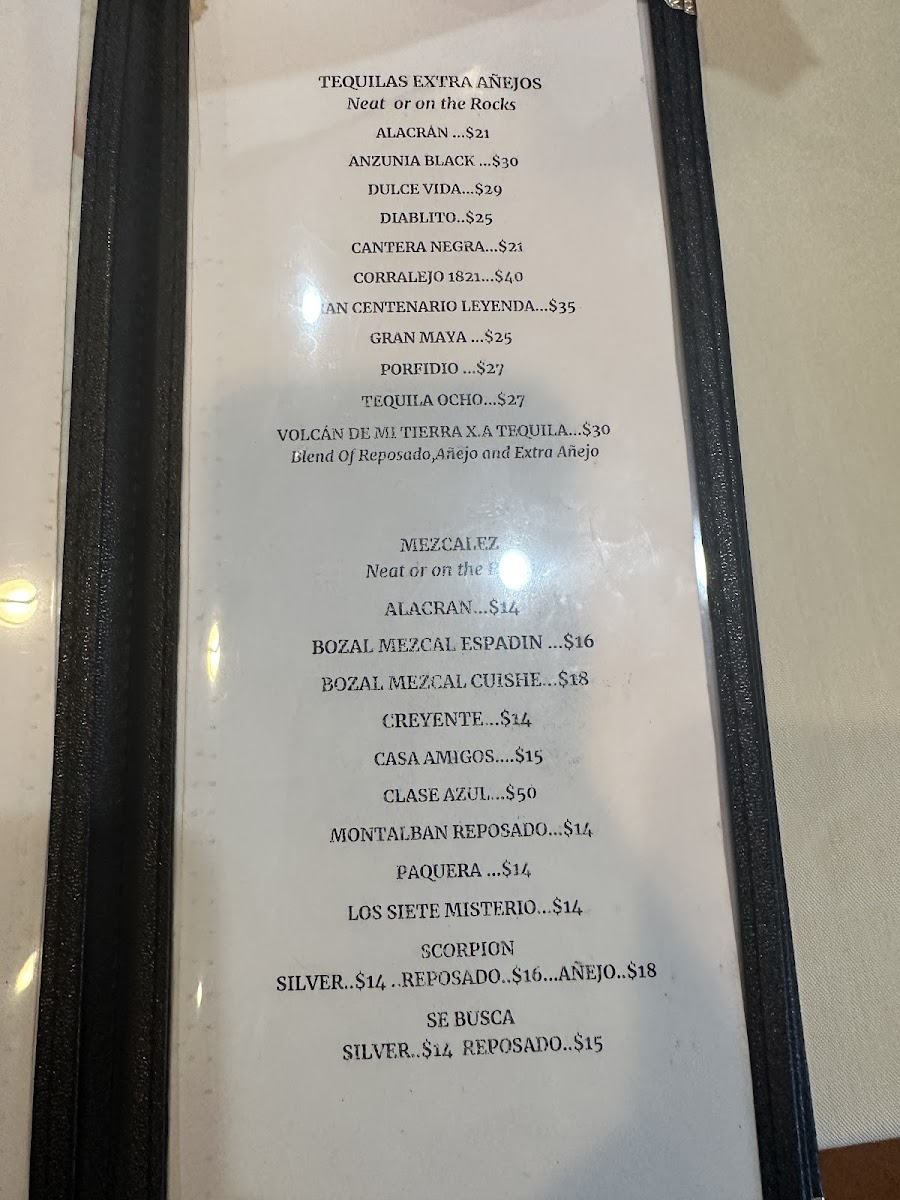 TEQUILAS EXTRA AÑEJOS
Neat or on the Rocks
ALACRÁN ...$21
ANZUNIA BLACK ...$30
DULCE VIDA...$29
DIABLITO..$25
CANTERA NEGRA...$21
CORRALEJO 1821...$40
CENTENARIO LEYENDA...$35
GRAN MAYA ...$25
PORFIDIO ...$27
TEQUILA OCHO...$27
VOLCÁN DE MI TIERRA X.A TEQUILA...$30
Blend Of Reposado,Añejo and Extra Añejo
MEZCALEZ
Neat or on the
ALACRAN...$14
BOZAL MEZCAL ESPADIN ...$16
BOZAL MEZCAL CUISHE...$18
CREYENTE...$14
CASA AMIGOS....$15
CLASE AZUL...$50
MONTALBAN REPOSADO...$14
PAQUERA ...$14
LOS SIETE MISTERIO...$14
SCORPION
SILVER..$14 ..REPOSADO..$16...AÑEJO..$18
SE BUSCA
SILVER..$14 REPOSADO..$15